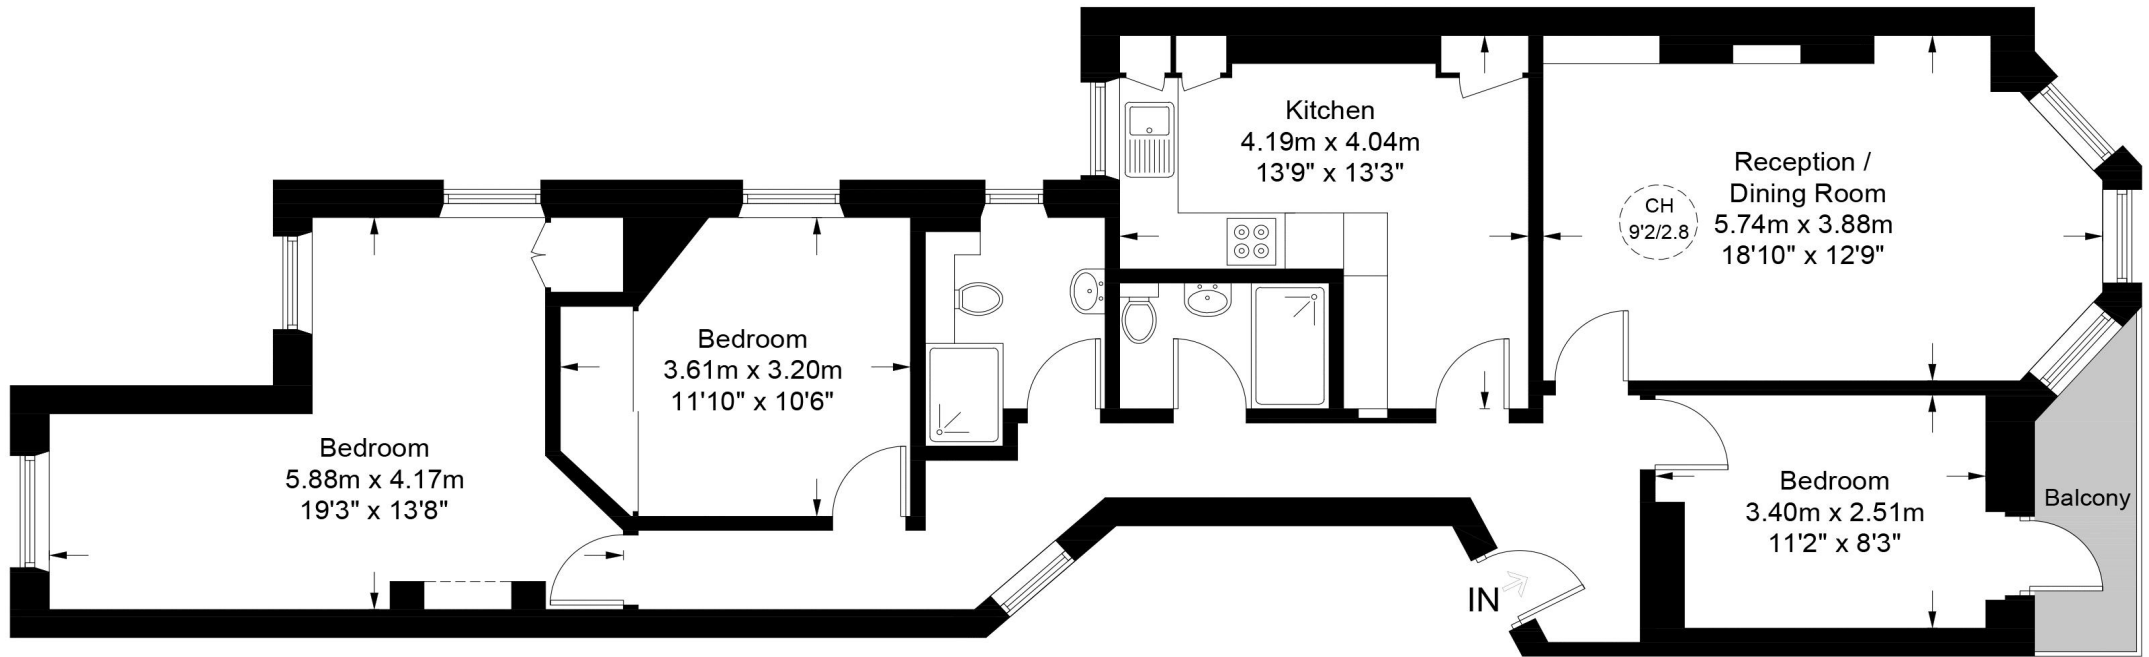 Kitchen
4.19m x 4.04m
13'9" x 13'3"
Reception /
Dining Room
5.74m x 3.88m
18'10" x 12'9"
CH
9'2/2.8
Bedroom
3.61m x 3.20m
11'10" x 10'6"
Bedroom
5.88m x 4.17m
19'3" x 13'8"
Bedroom
3.40m x 2.51m
11'2" x 8'3"
Balcony
IN